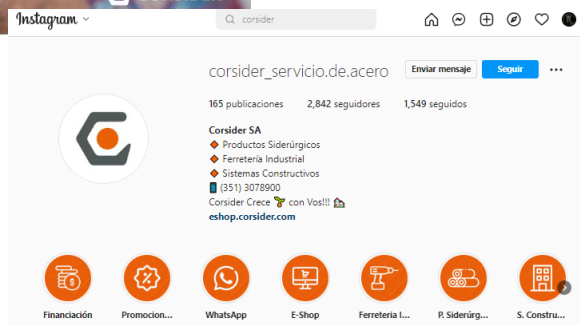 Instagram
corsider
corsider_servicio.de.acero
Enviar mensaje
Seguir
165 publicaciones 2,842 seguidores 1,549 seguidos
Corsider SA
Productos Siderúrgicos
Ferretería Industrial
Sistemas Constructivos
(351) 3078900
Corsider Crece con Vos!!!
eshop.corsider.com
Financiación Promocion... WhatsApp E-Shop Ferreteria I... P. Siderúrg... S. Constru...